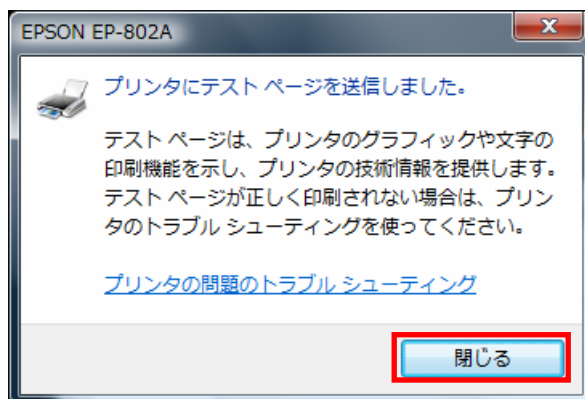 EPSON EP-802A
プリンタにテスト ページを送信しました。
テスト ページは、プリンタのグラフィックや文字の
印刷機能を示し、プリンタの技術情報を提供します。
テスト ページが正しく印刷されない場合は、プリン
タのトラブル シューティングを使ってください。
プリンタの問題のトラブル シューティング
閉じる